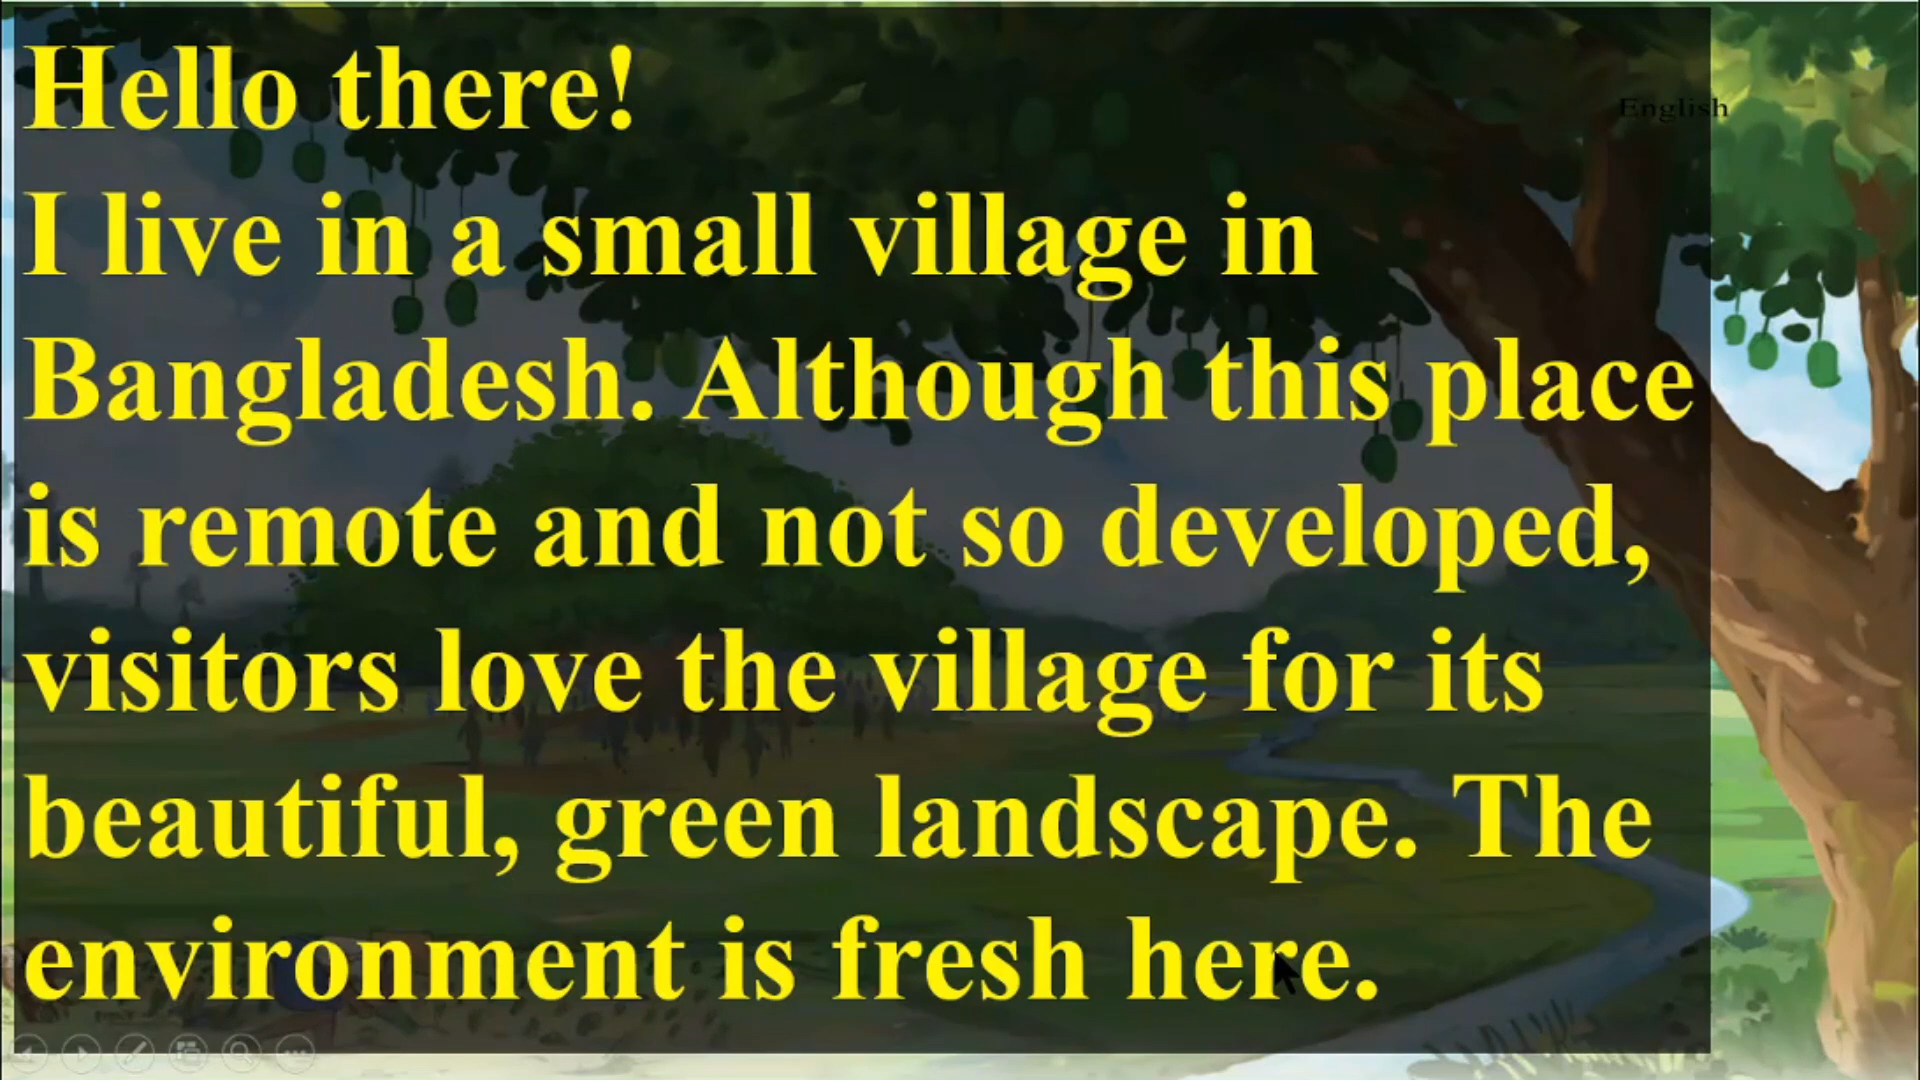 Hello there!
English
I live in a small village in
Bangladesh. Although this place
is remote and not so developed,
visitors love the village for its
beautiful, green landscape. The
environment is fresh here.